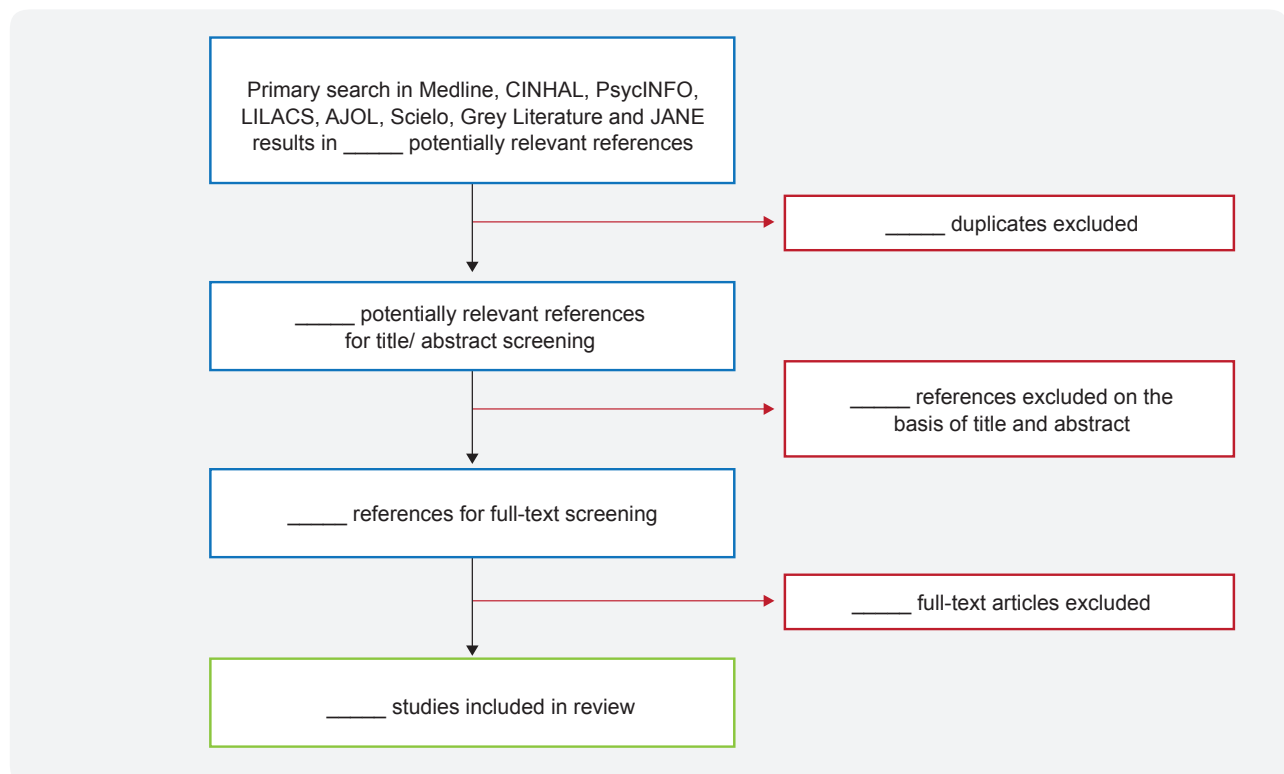 Primary search in Medline, CINHAL, PsycINFO,
LILACS, AJOL, Scielo, Grey Literature and JANE
results in _____ potentially relevant references
_____ duplicates excluded
_____ potentially relevant references
for title/ abstract screening
_____ references excluded on the
basis of title and abstract
_____ references for full-text screening
_____ full-text articles excluded
_____ studies included in review